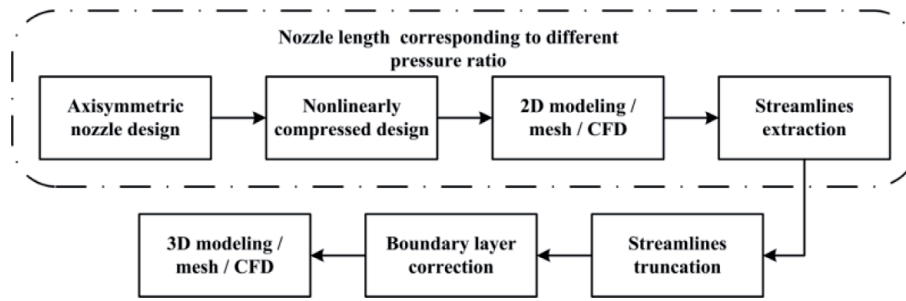 Nozzle length corresponding to different
pressure ratio
Axisymmetric
nozzle design
Nonlinearly
compressed design
2D modeling /
mesh / CFD
Streamlines
extraction
Streamlines
truncation
Boundary layer
correction
3D modeling /
mesh / CFD